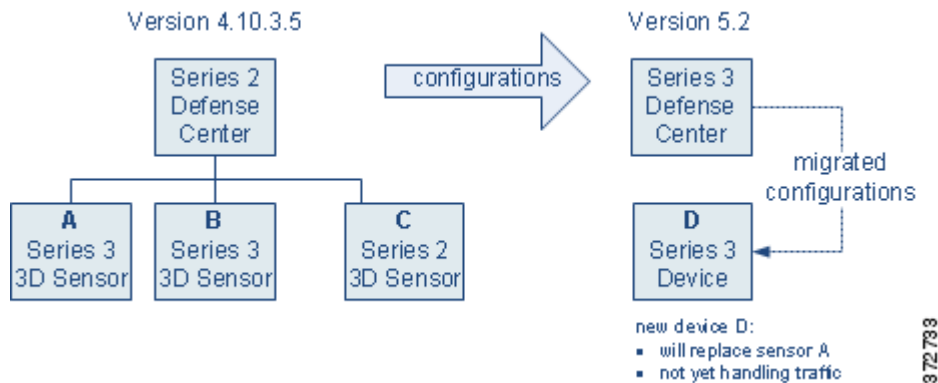 Version 4.10.3.5
Version 5.2
Series 2
Defense
Center
configurations
Series 3
Defense
Center
migrated
configurations
A
Series 3
3D Sensor
B
Series 3
3D Sensor
C
Series 2
3D Sensor
D
Series 3
Device
new device D:
▪ will replace sensor A
▪ not yet handling traffic
372733